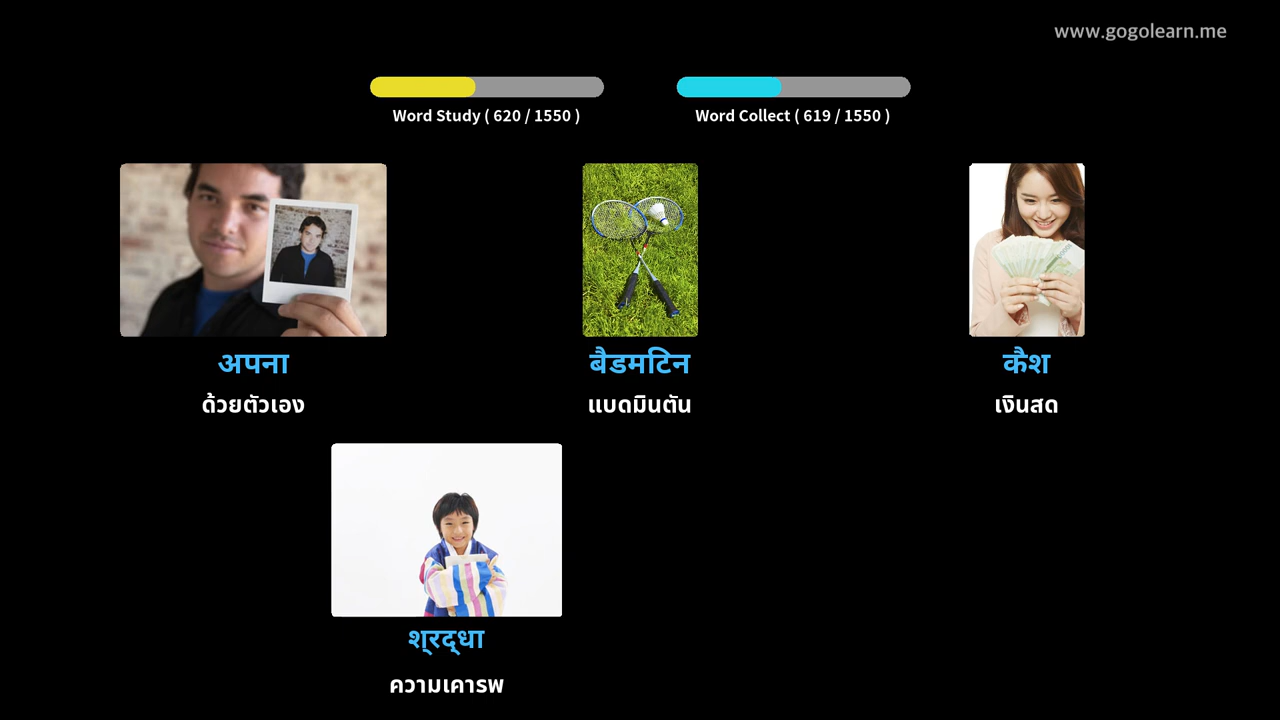 www.gogolearn.me
Word Study ( 620 / 1550 )
Word Collect ( 619 / 1550 )
अपना
बैडमटिन
कैश
ด้วยตัวเอง
แบดมินตัน
เงินสด
श्रद्धा
ความเคารพ